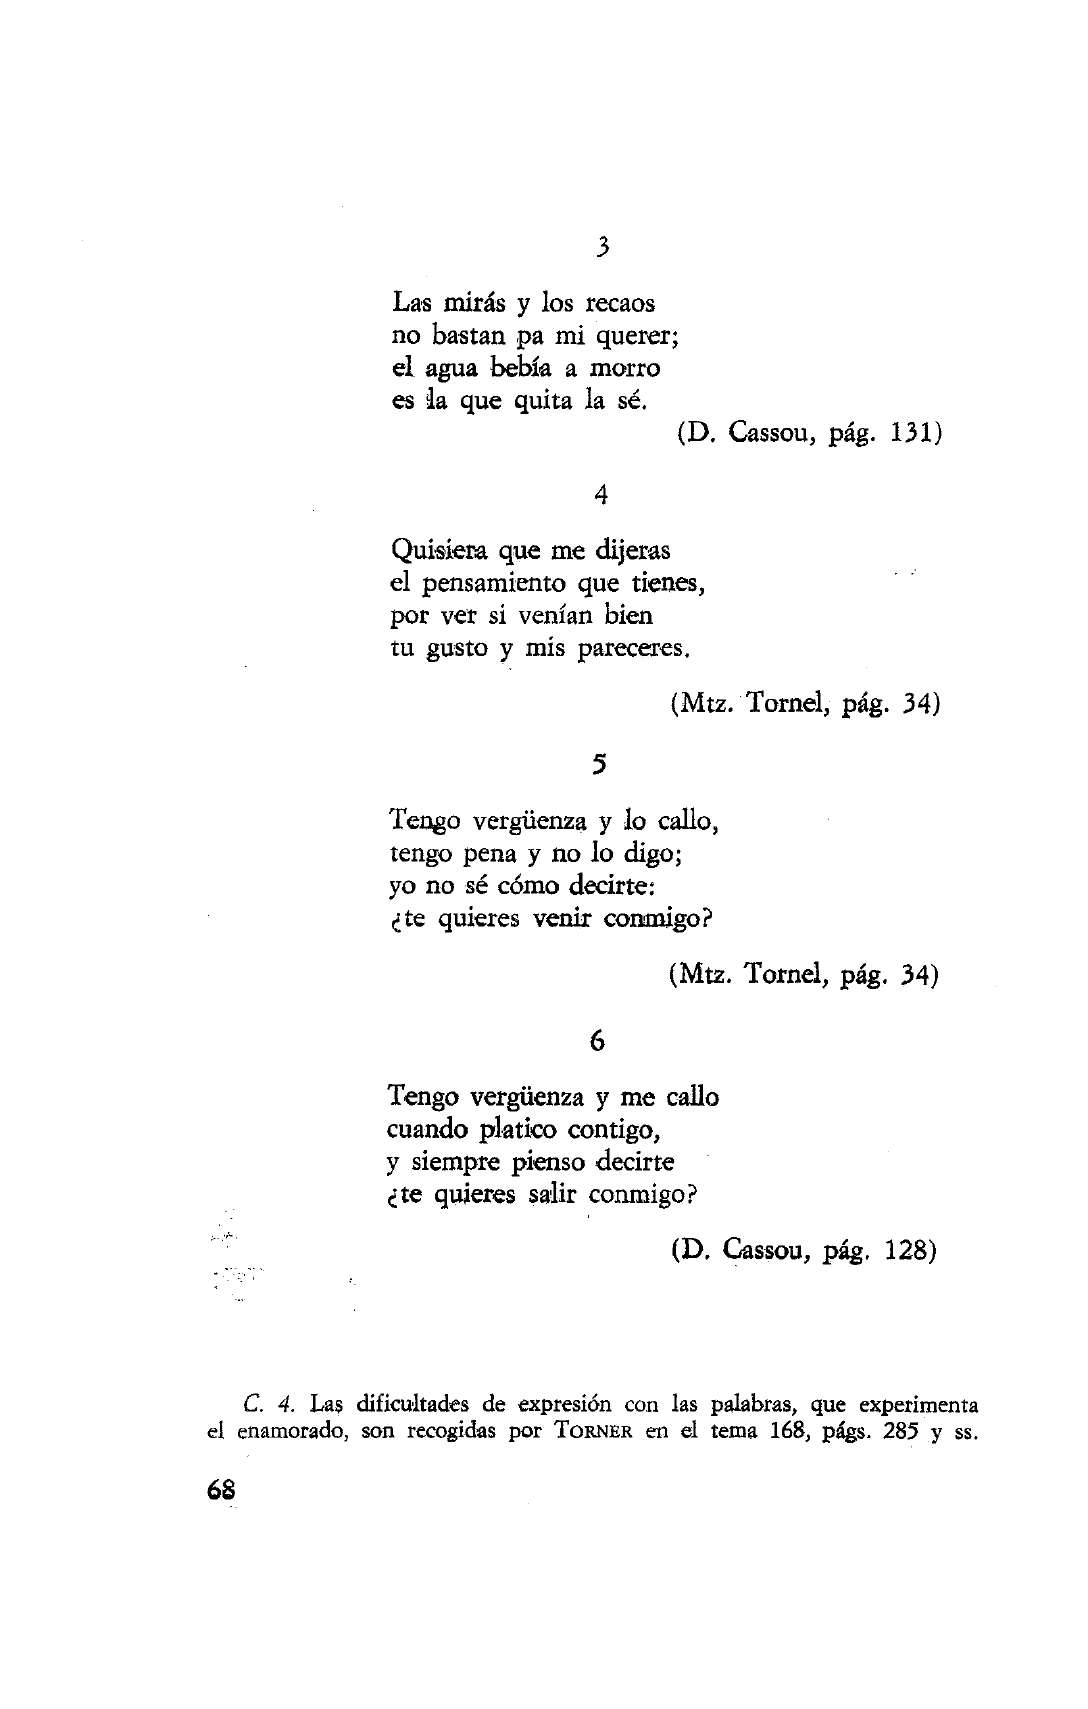 3
Las mirás y los recaos
no bastan pa mi querer;
el agua bebía a morro
es la que quita la sé.
(D. Cassou, pág. 131)
4
Quisiera que me dijeras
el pensamiento que tienes,
por ver si venían bien
tu gusto y mis pareceres.
(Mtz. Tornel, pág. 34)
5
Tengo vergüenza y lo callo,
tengo pena y no lo digo;
yo no sé cómo decirte:
¿te quieres venir conmigo?
(Mtz. Tornel, pág. 34)
6
Tengo vergüenza y me callo
cuando platico contigo,
y siempre pienso decirte
¿te quieres salir conmigo?
(D. Cassou, pág. 128)
C. 4. Las dificultades de expresión con las palabras, que experimenta
el enamorado, son recogidas por TORNER en el tema 168, págs. 285 y ss.
68